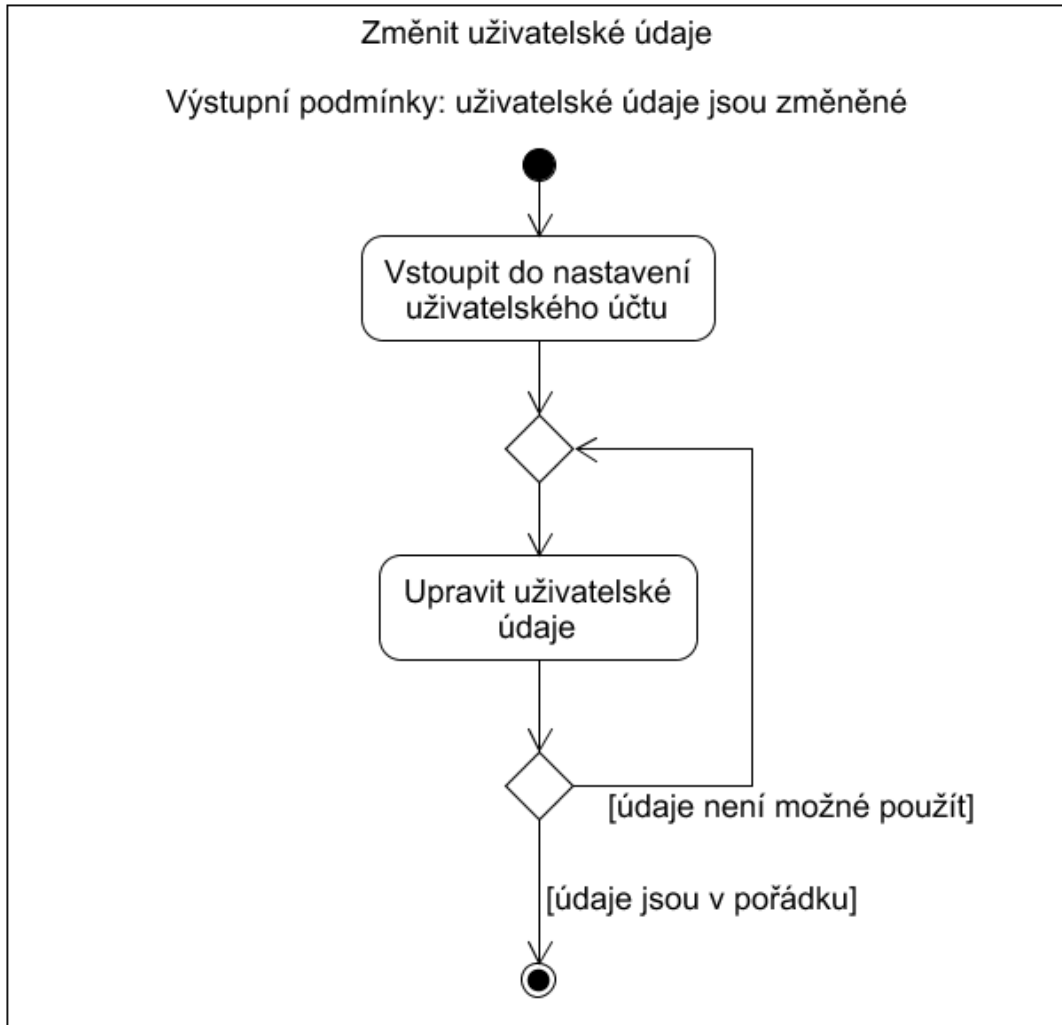 Změnit uživatelské údaje
Výstupní podmínky: uživatelské údaje jsou změněné
Vstoupit do nastavení
uživatelského účtu
Upravit uživatelské
údaje
[údaje není možné použít]
[údaje jsou v pořádku]